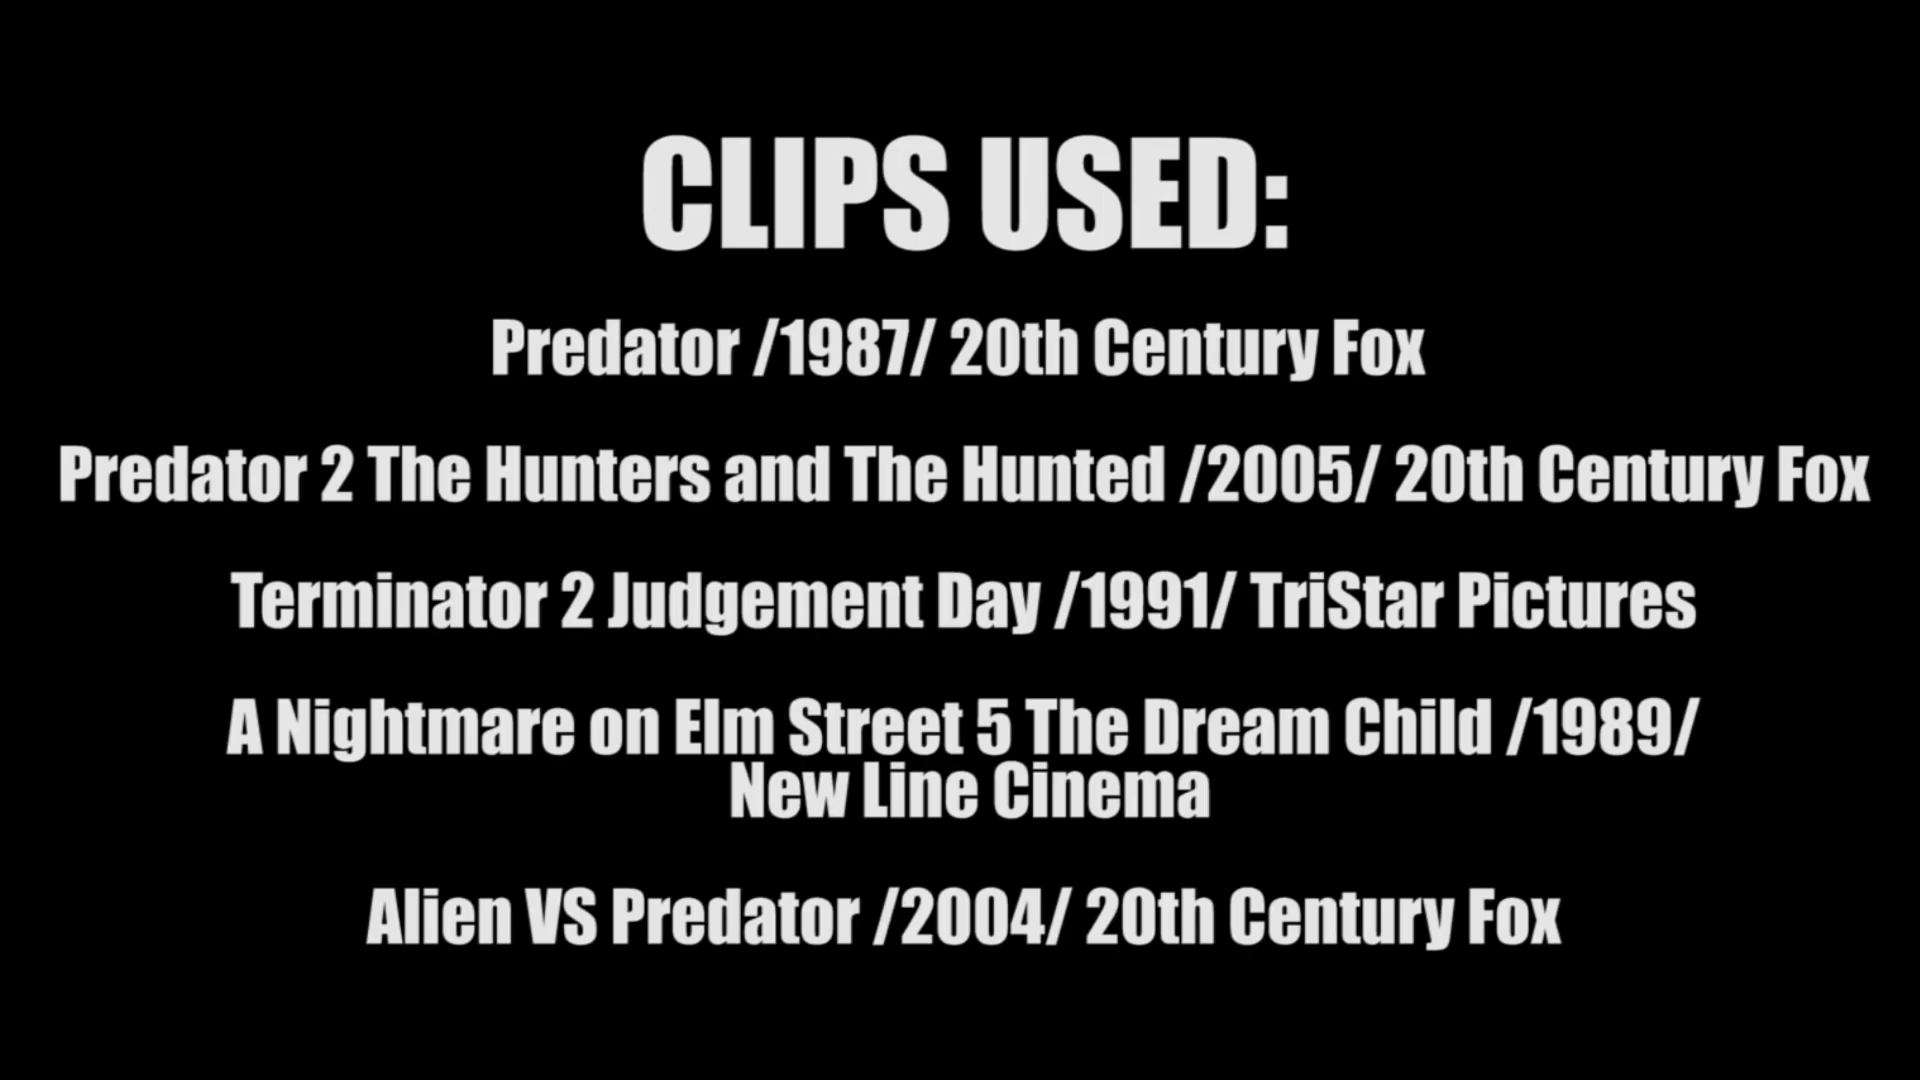 CLIPS USED:
Predator /1987/ 20th Century Fox
Predator 2 The Hunters and The Hunted /2005/ 20th Century Fox
Terminator 2 Judgement Day /1991/ TriStar Pictures
A Nightmare on Elm Street 5 The Dream Child /1989/
New Line Cinema
Alien VS Predator /2004/ 20th Century Fox